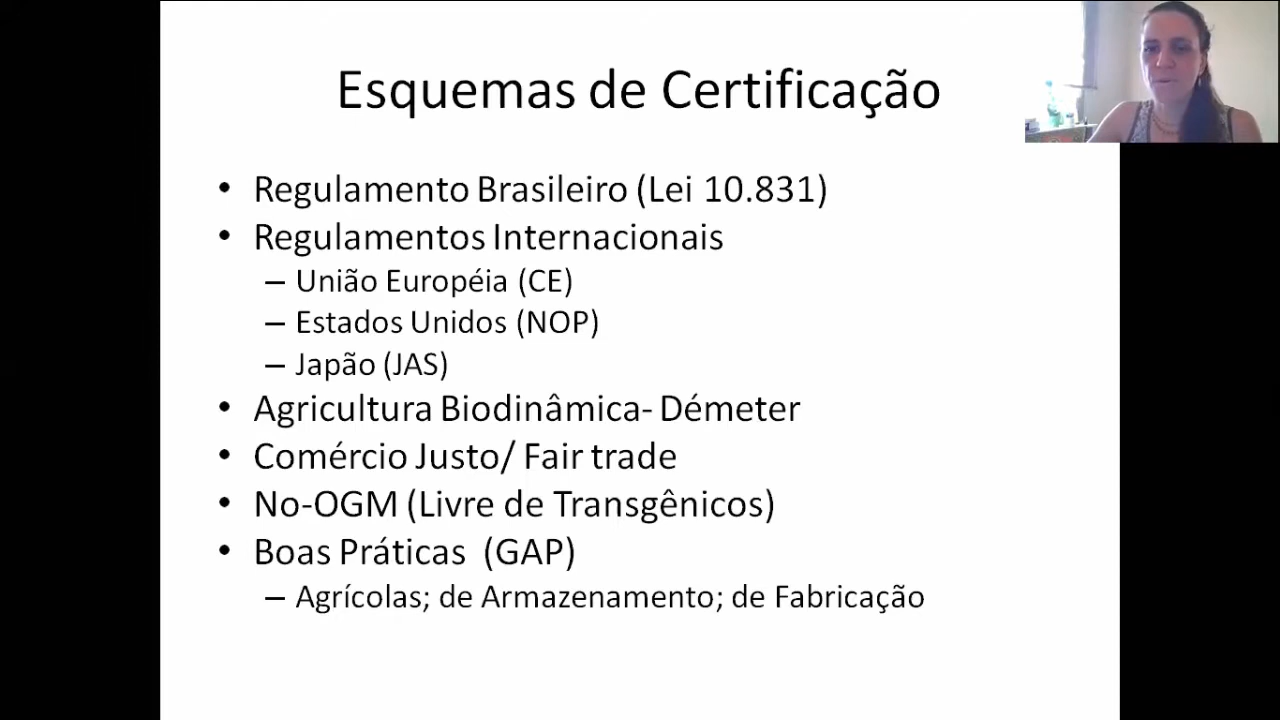 Esquemas de Certificação
• Regulamento Brasileiro (Lei 10.831)
• Regulamentos Internacionais
– União Européia (CE)
– Estados Unidos (NOP)
– Japão (JAS)
• Agricultura Biodinâmica- Démeter
• Comércio Justo/ Fair trade
• No-OGM (Livre de Transgênicos)
• Boas Práticas (GAP)
– Agrícolas; de Armazenamento; de Fabricação